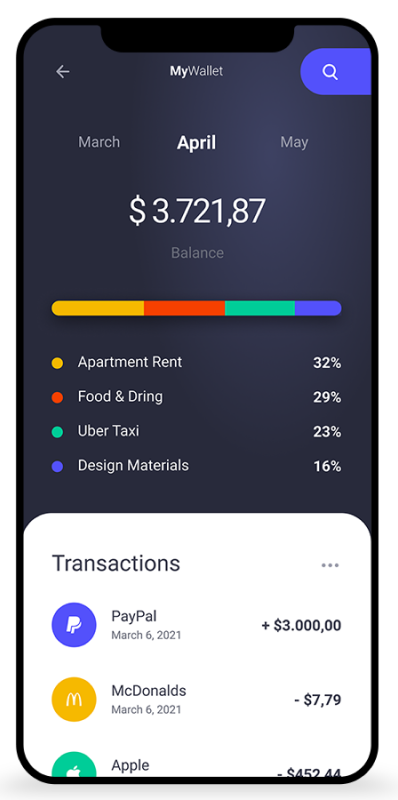 MyWallet
March April May
$ 3.721,87
Balance
Apartment Rent 32%
Food & Dring 29%
Uber Taxi 23%
Design Materials 16%
Transactions
PayPal
March 6, 2021
+ $3.000,00
McDonalds
March 6, 2021
- $7,79
Apple
- $452,44